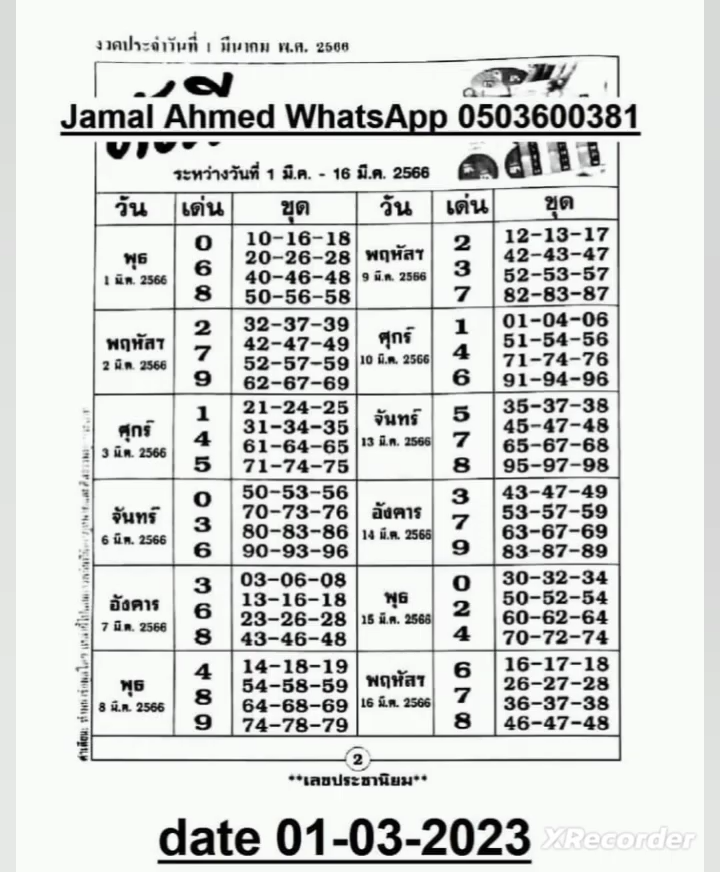 งวดประจำวันที่ 1 มีนาคม พ.ศ. 2566
Jamal Ahmed WhatsApp 0503600381
ระหว่างวันที่ 1 มี.ค. - 16 มี.ค. 2566
วัน เด่น ชุด วัน เด่น ชุด
พุธ
1 มี.ค. 2566
0
6
8
10-16-18
20-26-28
40-46-48
50-56-58
พฤหัสฯ
9 มี.ค. 2566
2
3
7
12-13-17
42-43-47
52-53-57
82-83-87
พฤหัสฯ
2 มี.ค. 2566
2
7
9
32-37-39
42-47-49
52-57-59
62-67-69
ศุกร์
10 มี.ค. 2566
1
4
6
01-04-06
51-54-56
71-74-76
91-94-96
ศุกร์
3 มี.ค. 2566
1
4
5
21-24-25
31-34-35
61-64-65
71-74-75
จันทร์
13 มี.ค. 2566
5
7
8
35-37-38
45-47-48
65-67-68
95-97-98
จันทร์
6 มี.ค. 2566
0
3
6
50-53-56
70-73-76
80-83-86
90-93-96
อังคาร
14 มี.ค. 2566
3
7
9
43-47-49
53-57-59
63-67-69
83-87-89
อังคาร
7 มี.ค. 2566
3
6
8
03-06-08
13-16-18
23-26-28
43-46-48
พุธ
15 มี.ค. 2566
0
2
4
30-32-34
50-52-54
60-62-64
70-72-74
พุธ
8 มี.ค. 2566
4
8
9
14-18-19
54-58-59
64-68-69
74-78-79
พฤหัสฯ
16 มี.ค. 2566
6
7
8
16-17-18
26-27-28
36-37-38
46-47-48
2
**เลขประชานิยม**
date 01-03-2023
XRecorder